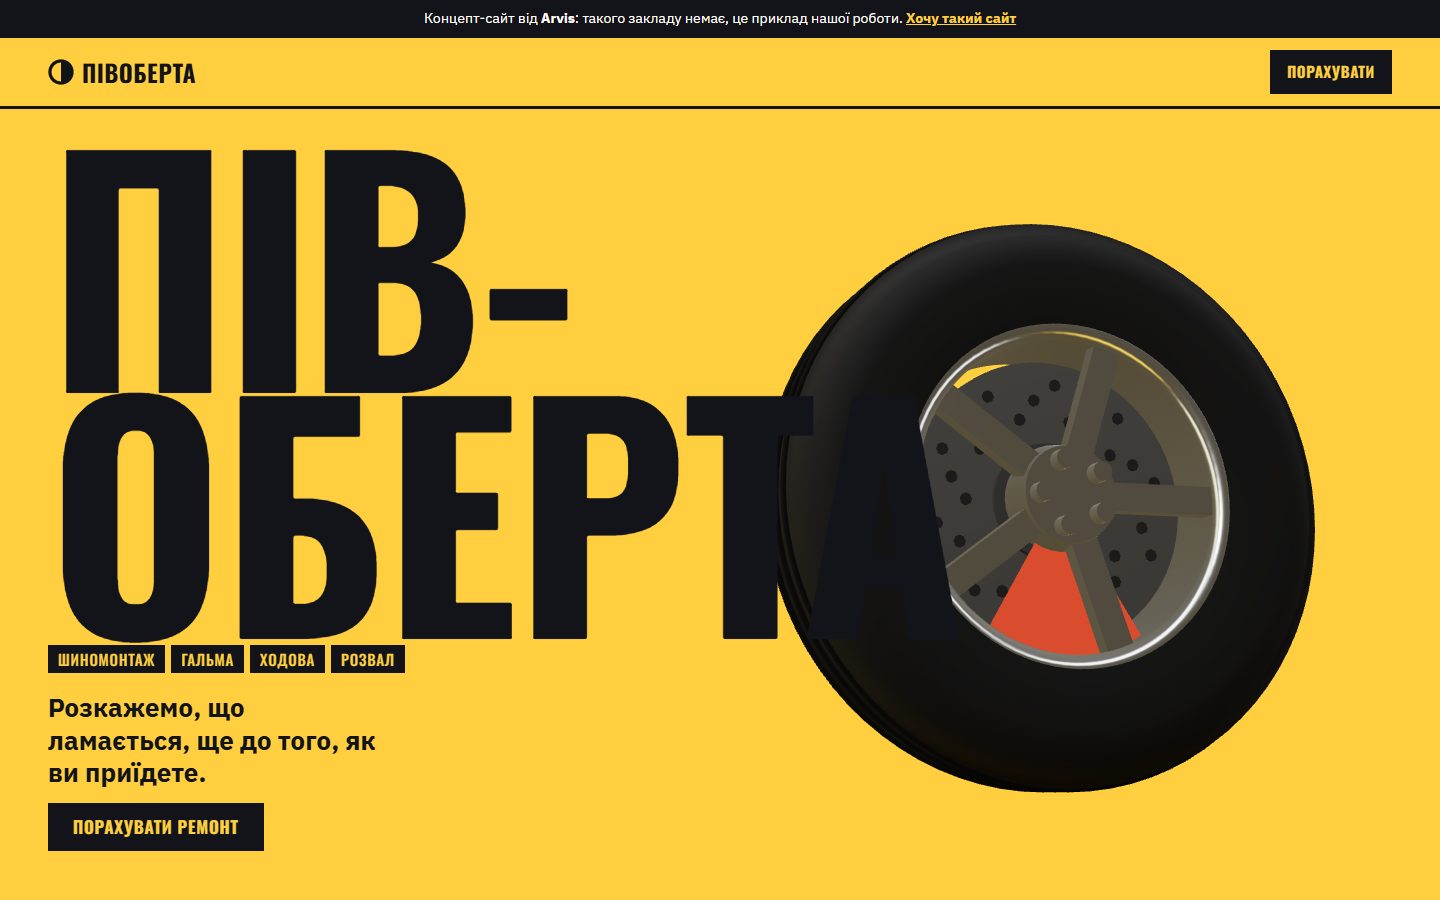 Концепт-сайт від Arvis: такого закладу немає, це приклад нашої роботи. Хочу такий сайт
ПІВОБЕРТА
ПОРАХУВАТИ
ПІВ-
ОБЕРТА
ШИНОМОНТАЖ ГАЛЬМА ХОДОВА РОЗВАЛ
Розкажемо, що
ламається, ще до того, як
ви приїдете.
ПОРАХУВАТИ РЕМОНТ